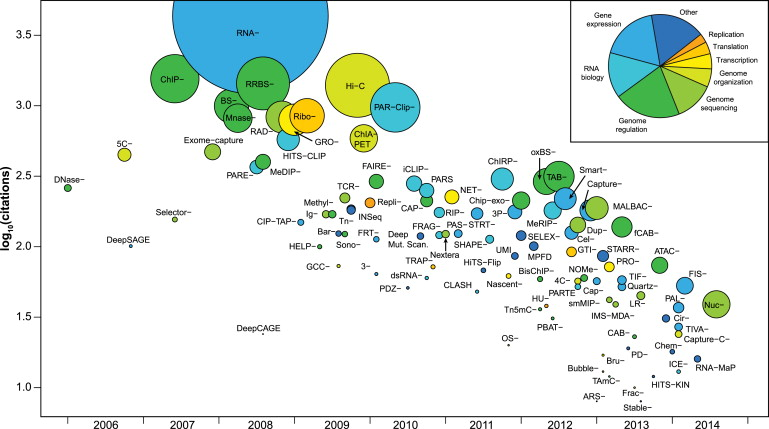 3.5
3.0
2.5
2.0
1.5
1.0
log10(citations)
2006
2007
2008
2009
2010
2011
2012
2013
2014
Gene
expression
Other
Replication
Translation
Transcription
Genome
organization
Genome
sequencing
Genome
regulation
RNA
biology
RNA−
ChIP−
RRBS−
BS−
Mnase−
RAD−
Ribo−
GRO−
HITS−CLIP
Hi−C
PAR−Clip−
ChIA−
PET
5C−
Exome−capture
PARE−
MeDIP−
DNase−
Selector−
DeepSAGE
DeepCAGE
TCR−
Methyl−
Ig−
Tn−
INSeq
CIP−TAP−
Bar−
Sono−
HELP−
GCC−
FAIRE−
Repli−
iCLIP−
PARS
CAP−
NET−
RIP−
FRT−
Deep
Mut. Scan.
FRAG−
PAS−
STRT−
SHAPE−
Nextera
3−
TRAP−
dsRNA−
PDZ−
CLASH
HiTS−Flip
Nascent−
UMI
ChIRP−
Chip−exo−
3P−
SELEX−
MPFD
oxBS−
TAB−
Smart−
Capture−
MALBAC−
MeRIP−
Dup−
Cel−
GTI−
fCAB−
STARR−
PRO−
ATAC−
BisChIP−
NOMe−
4C−
PARTE
Cap−
TIF−
Quartz−
LR−
smMIP−
IMS−MDA−
HU−
Tn5mC−
PBAT−
OS−
FIS−
PAL−
Nuc−
Cir−
TIVA−
Capture−C−
CAB−
PD−
Chem−
ICE−
RNA−MaP
Bru−
Bubble−
TAmC−
HITS−KIN
Frac−
ARS−
Stable−